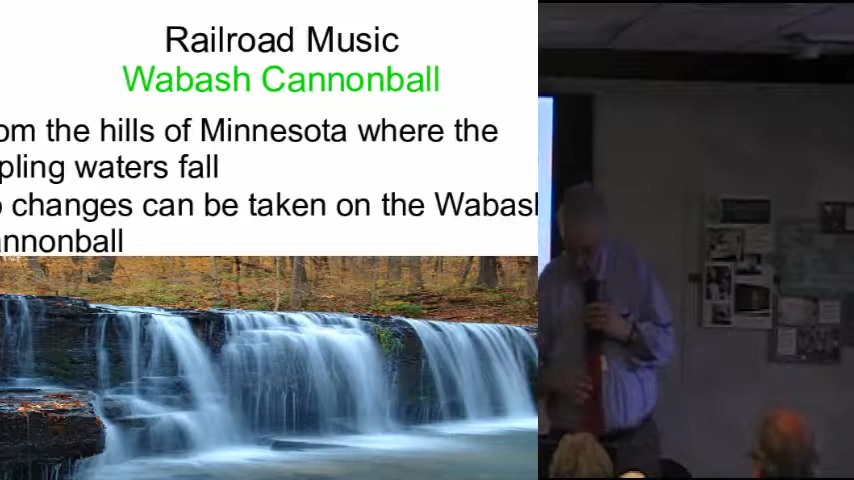 Railroad Music
Wabash Cannonball
om the hills of Minnesota where the
pling waters fall
changes can be taken on the Wabas
annonball